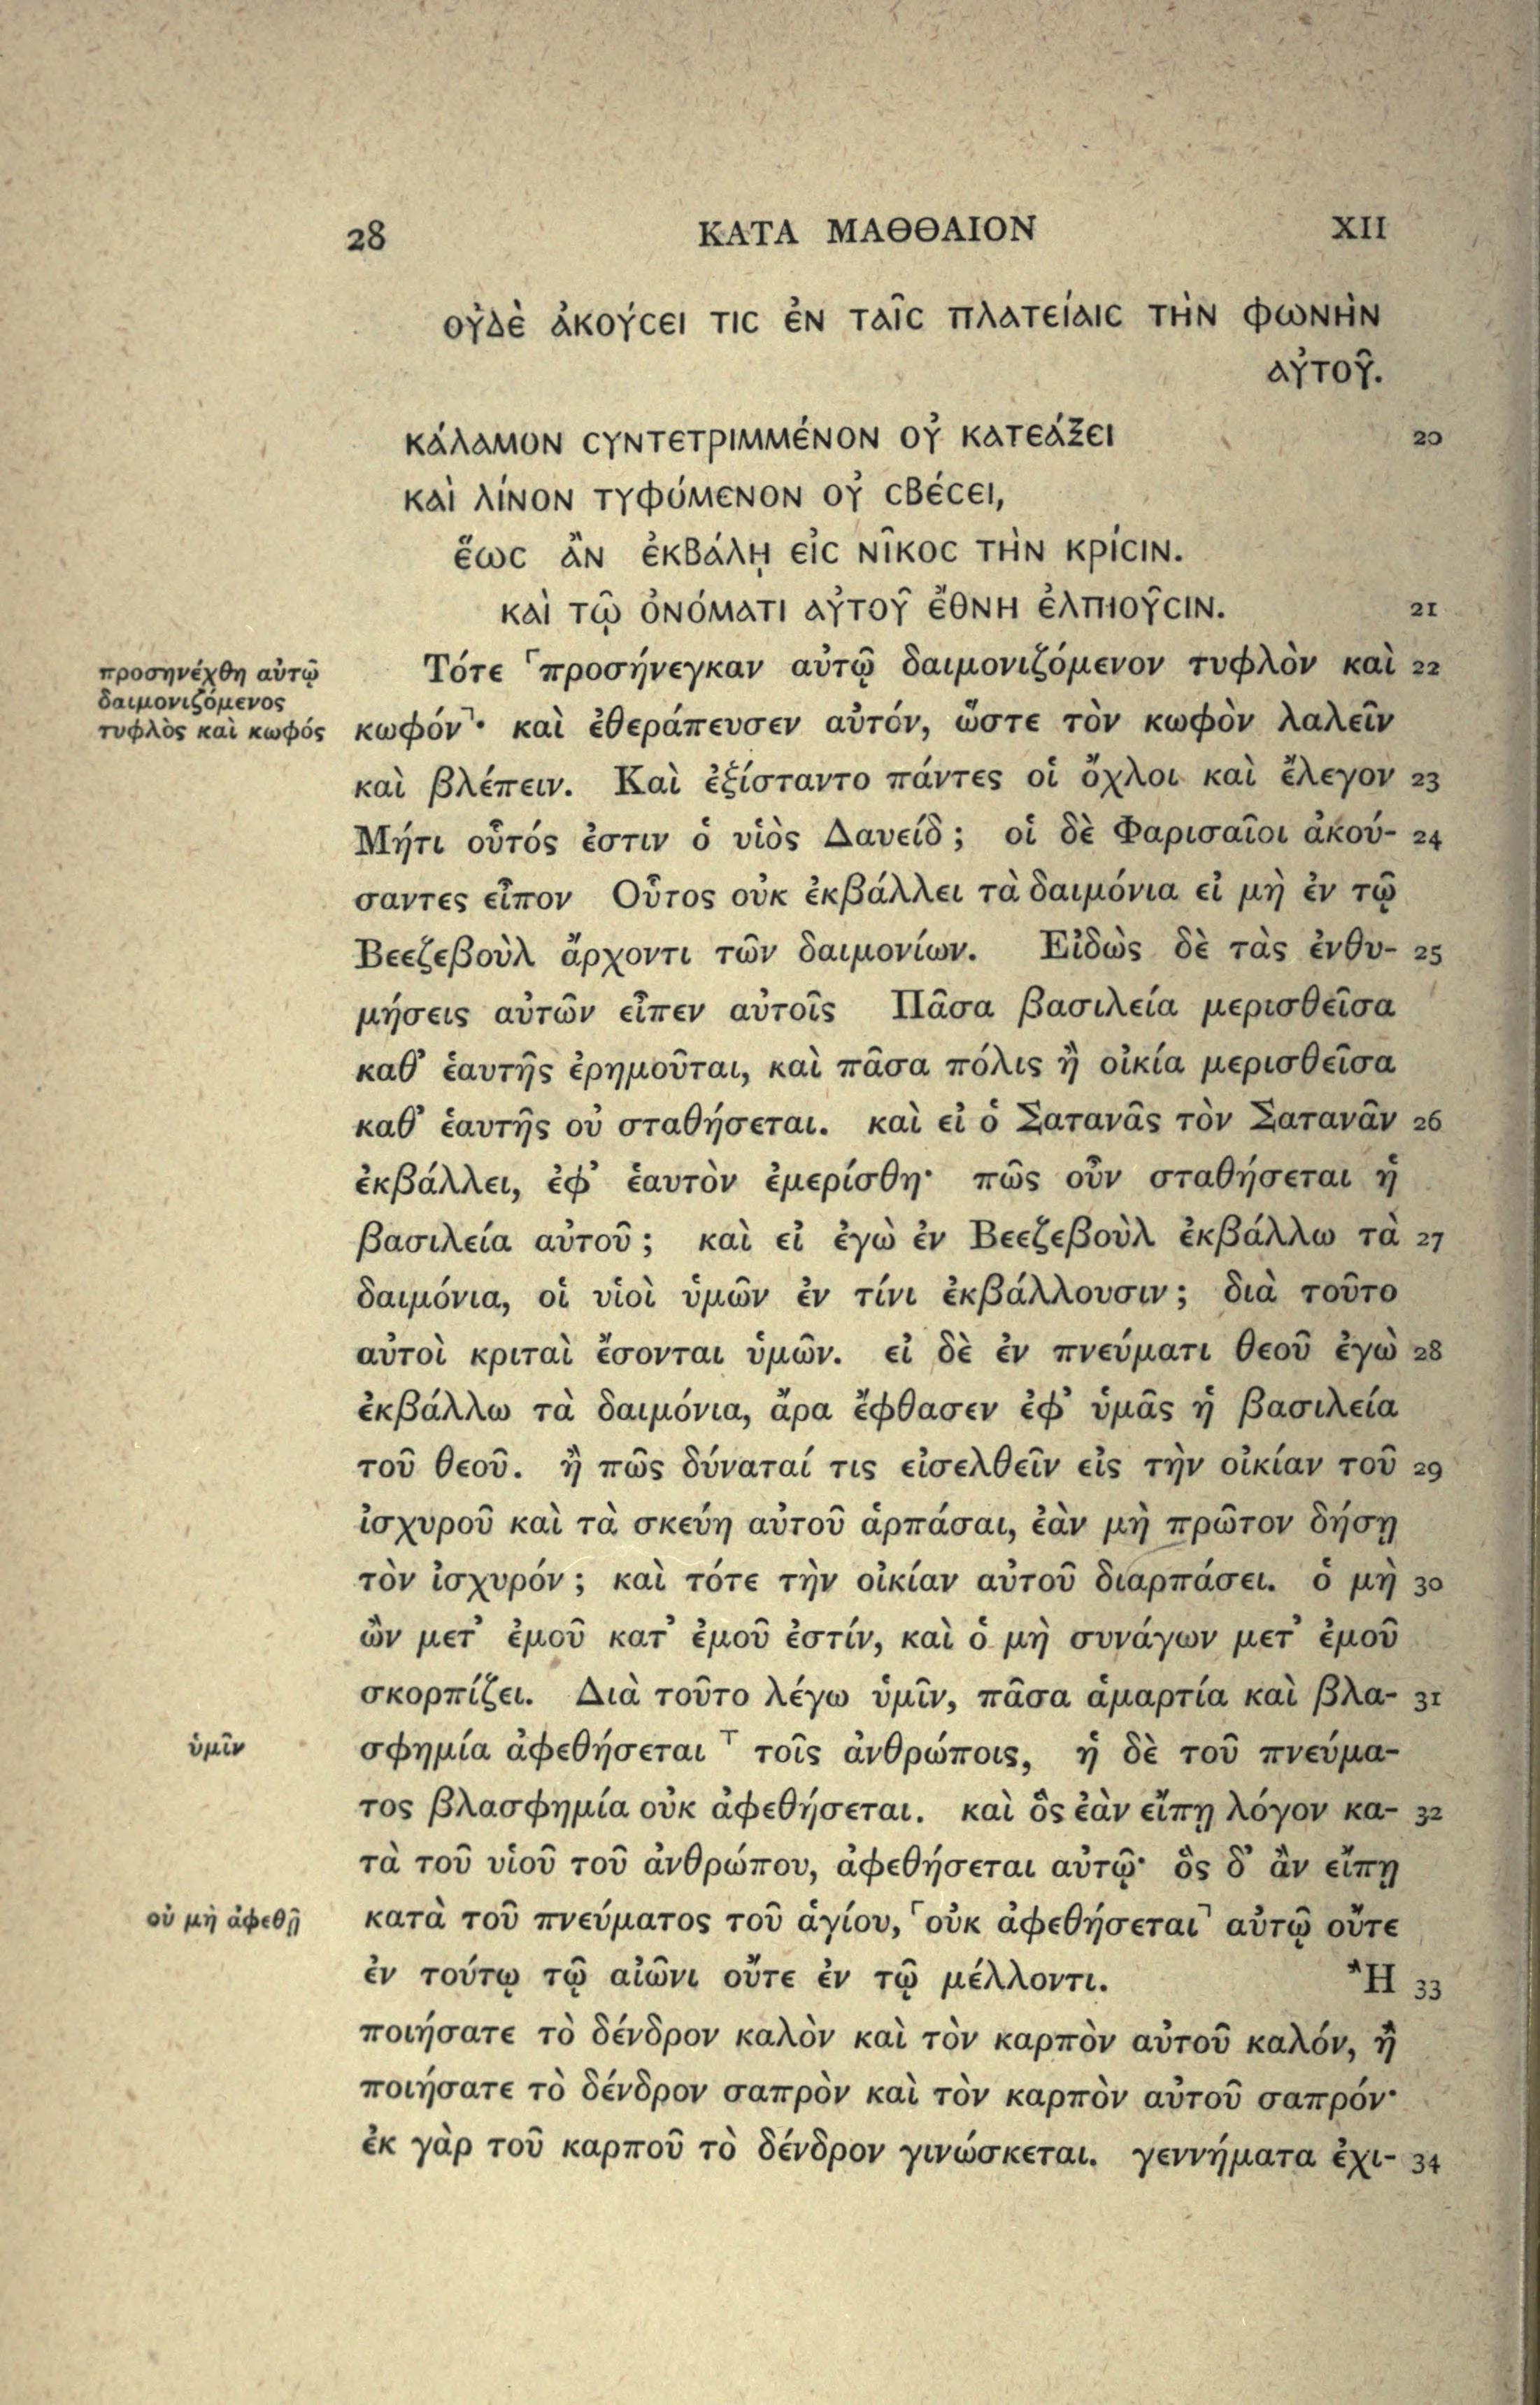 28 ΚΑΤΑ ΜΑΘΘΑΙΟΝ XII
οὐδὲ ἀκούϲει τιϲ ἐν ταῖϲ πλατείαιϲ τὴν φωνὴν
αὐτοῦ.
κάλαμον ϲυντετριμμένον οὐ κατεάξει 20
καὶ λίνον τυφόμενον οὐ ϲβέϲει,
ἕωϲ ἂν ἐκβάλῃ εἰϲ νῖκοϲ τὴν κρίϲιν.
καὶ τῷ ὀνόματι αὐτοῦ ἔθνη ἐλπιοῦϲιν. 21
προσηνέχθη αὐτῷ
δαιμονιζόμενος
τυφλὸς καὶ κωφός
Τότε ⌜προσήνεγκαν αὐτῷ δαιμονιζόμενον τυφλὸν καὶ 22
κωφόν⌝· καὶ ἐθεράπευσεν αὐτόν, ὥστε τὸν κωφὸν λαλεῖν
καὶ βλέπειν. Καὶ ἐξίσταντο πάντες οἱ ὄχλοι καὶ ἔλεγον 23
Μήτι οὗτός ἐστιν ὁ υἱὸς Δαυείδ; οἱ δὲ Φαρισαῖοι ἀκού- 24
σαντες εἶπον Οὗτος οὐκ ἐκβάλλει τὰ δαιμόνια εἰ μὴ ἐν τῷ
Βεεζεβοὺλ ἄρχοντι τῶν δαιμονίων. Εἰδὼς δὲ τὰς ἐνθυ- 25
μήσεις αὐτῶν εἶπεν αὐτοῖς Πᾶσα βασιλεία μερισθεῖσα
καθ’ ἑαυτῆς ἐρημοῦται, καὶ πᾶσα πόλις ἢ οἰκία μερισθεῖσα
καθ’ ἑαυτῆς οὐ σταθήσεται. καὶ εἰ ὁ Σατανᾶς τὸν Σατανᾶν 26
ἐκβάλλει, ἐφ’ ἑαυτὸν ἐμερίσθη· πῶς οὖν σταθήσεται ἡ
βασιλεία αὐτοῦ; καὶ εἰ ἐγὼ ἐν Βεεζεβοὺλ ἐκβάλλω τὰ 27
δαιμόνια, οἱ υἱοὶ ὑμῶν ἐν τίνι ἐκβάλλουσιν; διὰ τοῦτο
αὐτοὶ κριταὶ ἔσονται ὑμῶν. εἰ δὲ ἐν πνεύματι θεοῦ ἐγὼ 28
ἐκβάλλω τὰ δαιμόνια, ἄρα ἔφθασεν ἐφ’ ὑμᾶς ἡ βασιλεία
τοῦ θεοῦ. ἢ πῶς δύναταί τις εἰσελθεῖν εἰς τὴν οἰκίαν τοῦ 29
ἰσχυροῦ καὶ τὰ σκεύη αὐτοῦ ἁρπάσαι, ἐὰν μὴ πρῶτον δήσῃ
τὸν ἰσχυρόν; καὶ τότε τὴν οἰκίαν αὐτοῦ διαρπάσει. ὁ μὴ 30
ὢν μετ’ ἐμοῦ κατ’ ἐμοῦ ἐστίν, καὶ ὁ μὴ συνάγων μετ’ ἐμοῦ
σκορπίζει. Διὰ τοῦτο λέγω ὑμῖν, πᾶσα ἁμαρτία καὶ βλα- 31
ὑμῖν
σφημία ἀφεθήσεται ⊤ τοῖς ἀνθρώποις, ἡ δὲ τοῦ πνεύμα-
τος βλασφημία οὐκ ἀφεθήσεται. καὶ ὃς ἐὰν εἴπῃ λόγον κα- 32
τὰ τοῦ υἱοῦ τοῦ ἀνθρώπου, ἀφεθήσεται αὐτῷ· ὃς δ’ ἂν εἴπῃ
οὐ μὴ ἀφεθῇ
κατὰ τοῦ πνεύματος τοῦ ἁγίου, ⌜οὐκ ἀφεθήσεται⌝ αὐτῷ οὔτε
ἐν τούτῳ τῷ αἰῶνι οὔτε ἐν τῷ μέλλοντι. Ἢ 33
ποιήσατε τὸ δένδρον καλὸν καὶ τὸν καρπὸν αὐτοῦ καλόν, ἢ
ποιήσατε τὸ δένδρον σαπρὸν καὶ τὸν καρπὸν αὐτοῦ σαπρόν·
ἐκ γὰρ τοῦ καρποῦ τὸ δένδρον γινώσκεται. γεννήματα ἐχι- 34